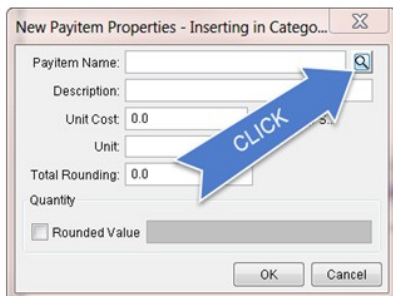 New Payitem Properties - Inserting in Catego...
Payitem Name:
Description:
Unit Cost: 0.0
CLICK
Unit:
Total Rounding: 0.0
Quantity
Rounded Value
OK Cancel